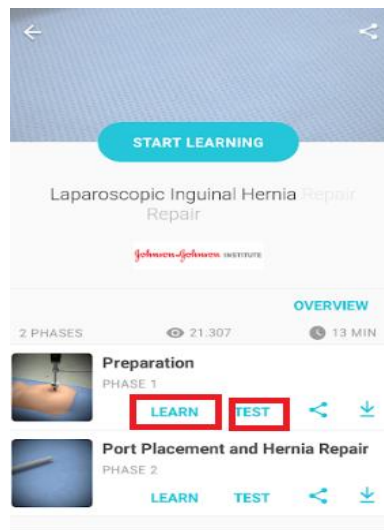 START LEARNING
Laparoscopic Inguinal Hernia Repair
Repair
Johnson & Johnson INSTITUTE
OVERVIEW
2 PHASES 21.307 13 MIN
Preparation
PHASE 1
LEARN TEST
Port Placement and Hernia Repair
PHASE 2
LEARN TEST